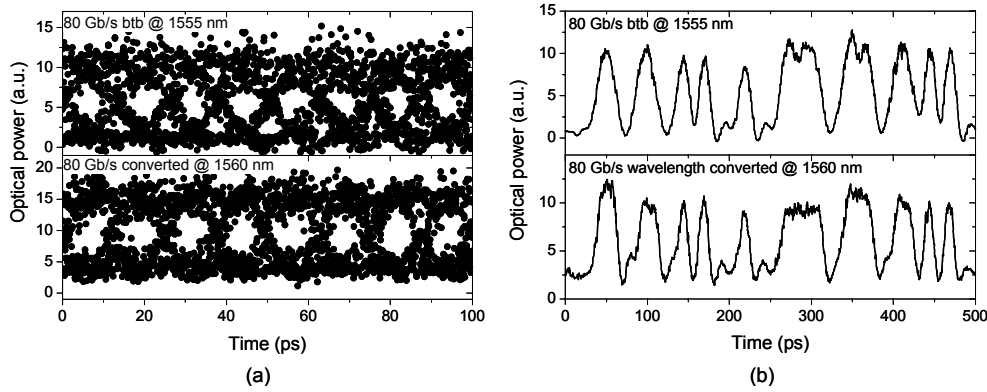 80 Gb/s btb @ 1555 nm
15
10
5
0
80 Gb/s converted @ 1560 nm
20
15
10
5
0
Optical power (a.u.)
0 20 40 60 80 100
Time (ps)
(a)
80 Gb/s btb @ 1555 nm
15
10
5
0
80 Gb/s wavelength converted @ 1560 nm
10
5
0
Optical power (a.u.)
0 100 200 300 400 500
Time (ps)
(b)